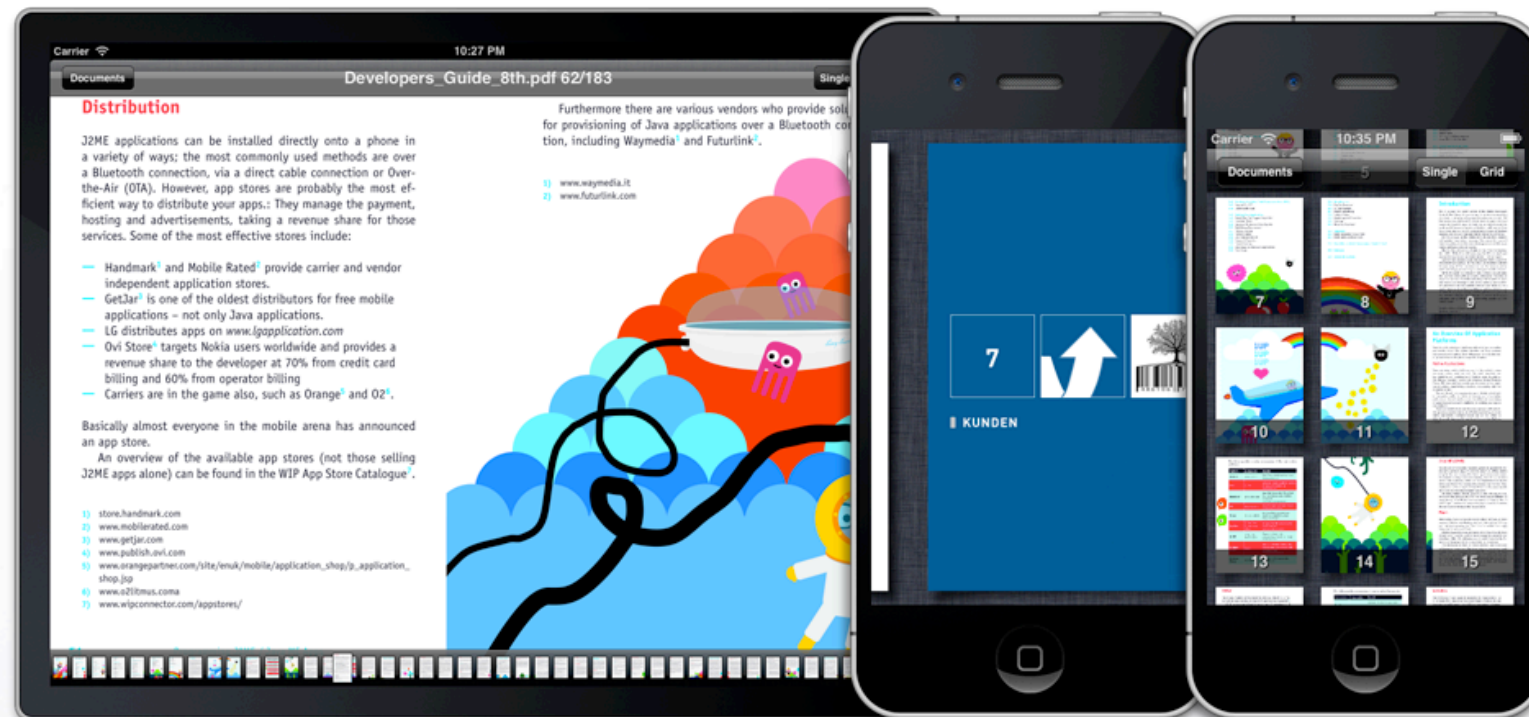 Carrier
10:27 PM
Documents
Developers_Guide_8th.pdf 62/183
Single
Distribution
J2ME applications can be installed directly onto a phone in
a variety of ways; the most commonly used methods are over
a Bluetooth connection, via a direct cable connection or Over-
the-Air (OTA). However, app stores are probably the most ef-
ficient way to distribute your apps.: They manage the payment,
hosting and advertisements, taking a revenue share for those
services. Some of the most effective stores include:
— Handmark1 and Mobile Rated2 provide carrier and vendor
independent application stores.
— GetJar3 is one of the oldest distributors for free mobile
applications – not only Java applications.
— LG distributes apps on www.lgapplication.com
— Ovi Store4 targets Nokia users worldwide and provides a
revenue share to the developer at 70% from credit card
billing and 60% from operator billing
— Carriers are in the game also, such as Orange5 and O26.
Basically almost everyone in the mobile arena has announced
an app store.
An overview of the available app stores (not those selling
J2ME apps alone) can be found in the WIP App Store Catalogue7.
1) store.handmark.com
2) www.mobilerated.com
3) www.getjar.com
4) www.publish.ovi.com
5) www.orangepartner.com/site/enuk/mobile/application_shop/p_application_
shop.jsp
6) www.o2litmus.coma
7) www.wipconnector.com/appstores/
Furthermore there are various vendors who provide
for provisioning of Java applications over a Bluetooth
tion, including Waymedia1 and Futurlink2.
1) www.waymedia.it
2) www.futurlink.com
7
KUNDEN
Carrier
10:35 PM
Documents
5
Single
Grid
Introduction
7
8
9
10
11
12
13
14
15